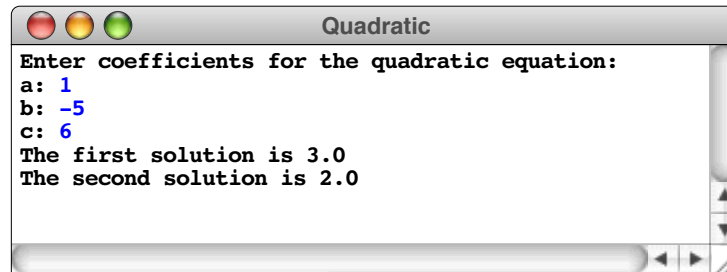 Quadratic
Enter coefficients for the quadratic equation:
a: 1
b: -5
c: 6
The first solution is 3.0
The second solution is 2.0